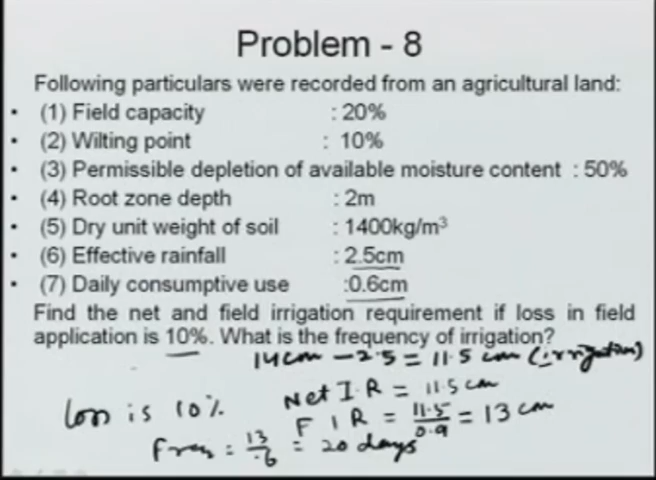 Problem - 8
Following particulars were recorded from an agricultural land:
• (1) Field capacity : 20%
• (2) Wilting point : 10%
• (3) Permissible depletion of available moisture content : 50%
• (4) Root zone depth : 2m
• (5) Dry unit weight of soil : 1400kg/m³
• (6) Effective rainfall : 2.5cm
• (7) Daily consumptive use :0.6cm
Find the net and field irrigation requirement if loss in field
application is 10%. What is the frequency of irrigation?
14cm - 2.5 = 11.5 cm (irrigation)
Net I.R = 11.5 cm
Loss is 10%
F I R = 11.5/0.9 = 13 cm
Freq = 13/.6 = 20 days